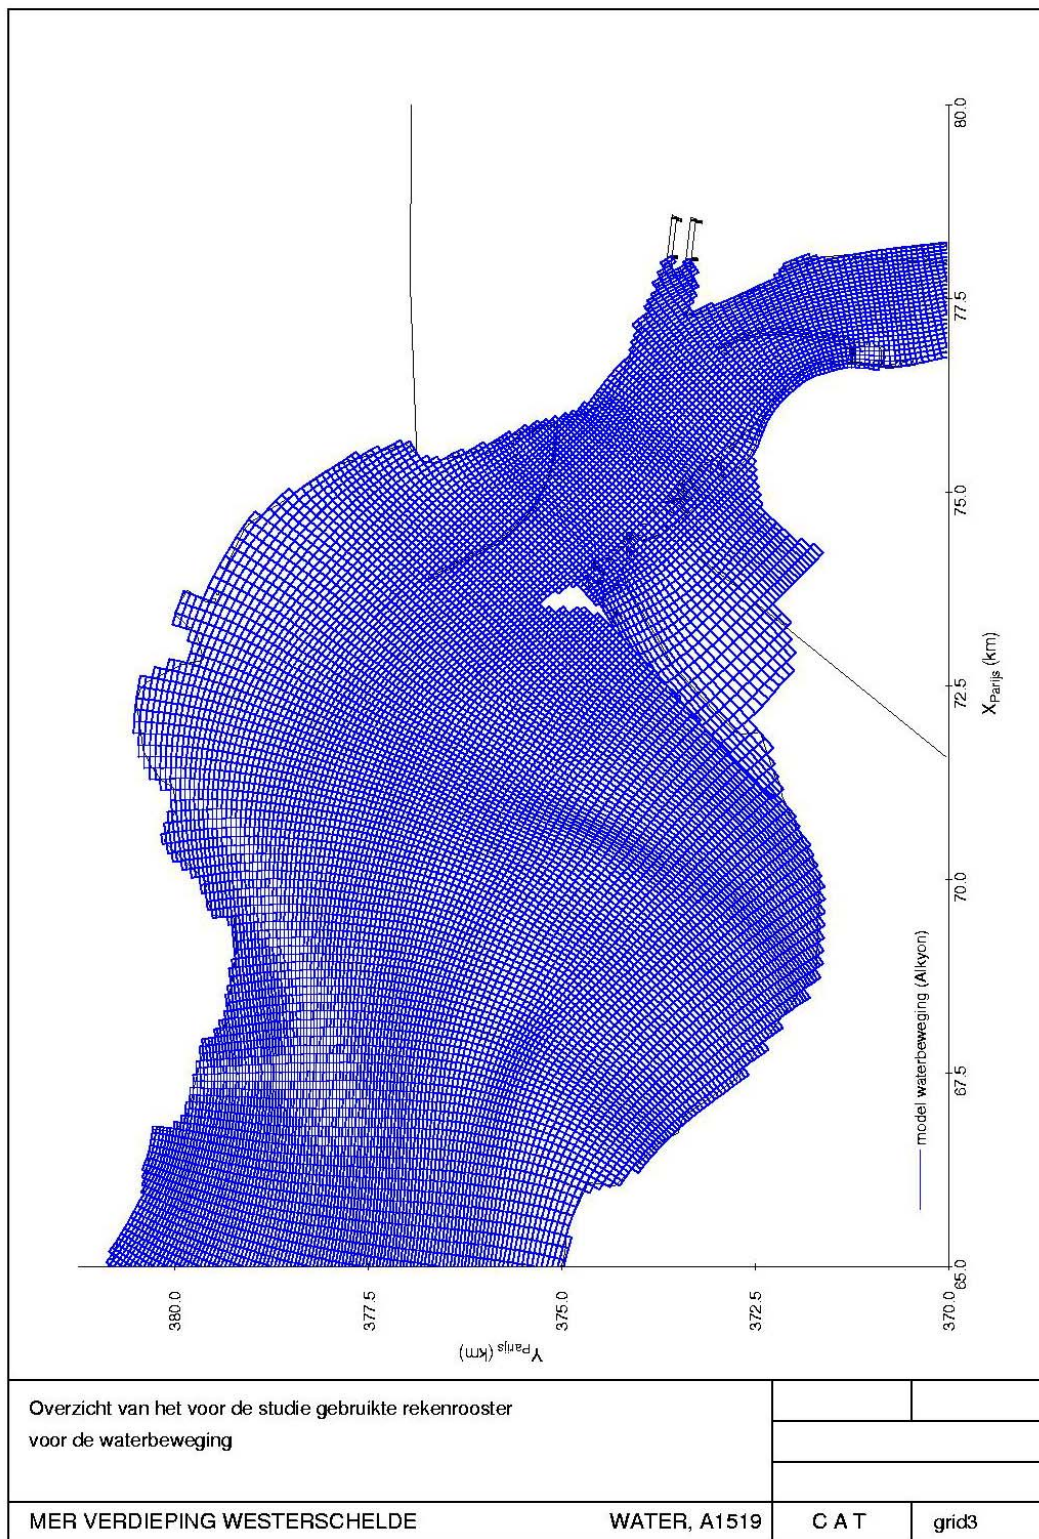 80.0
77.5
75.0
72.5
70.0
67.5
65.0
X Parijs (km)
model waterbeweging (Alkyon)
380.0
377.5
375.0
372.5
370.0
Y Parijs (km)
Overzicht van het voor de studie gebruikte rekenrooster
voor de waterbeweging
MER VERDIEPING WESTERSCHELDE
WATER, A1519
C A T
grid3